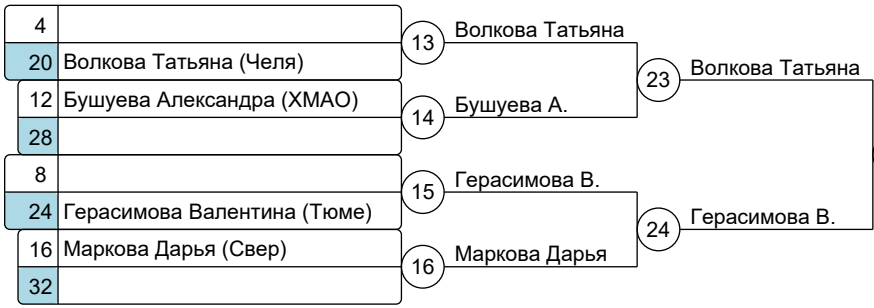 4
20 Волкова Татьяна (Челя)
12 Бушуева Александра (ХМАО)
28
8
24 Герасимова Валентина (Тюме)
16 Маркова Дарья (Свер)
32
13 Волкова Татьяна
14 Бушуева А.
15 Герасимова В.
16 Маркова Дарья
23 Волкова Татьяна
24 Герасимова В.